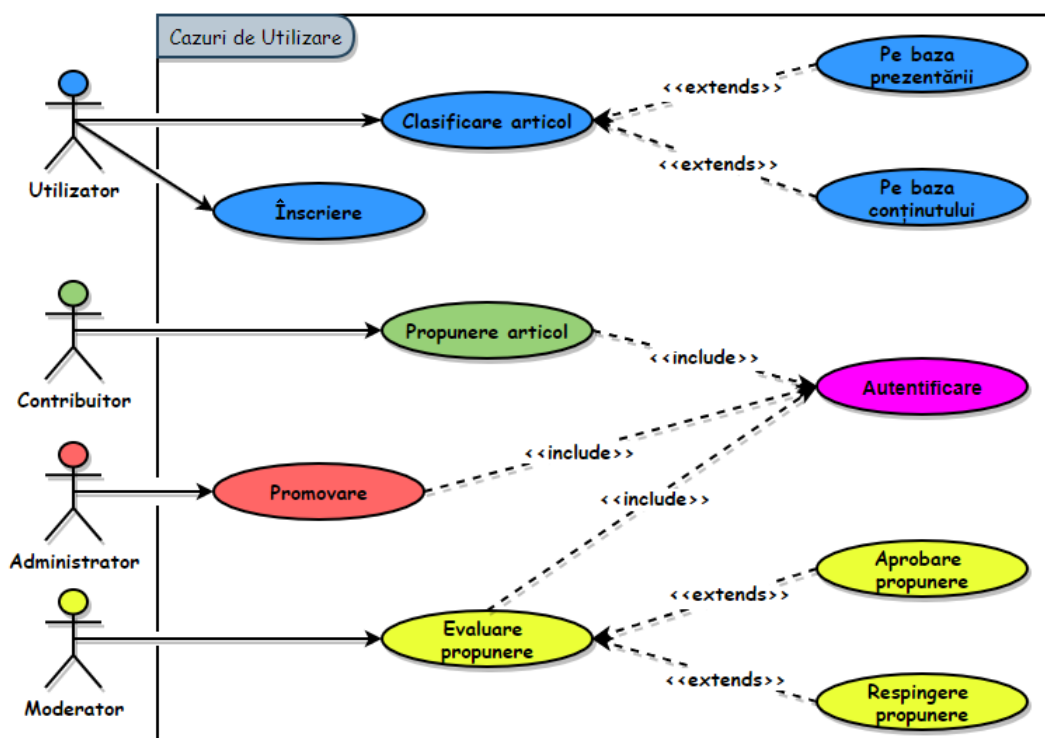 Cazuri de Utilizare
Pe baza
prezentării
<<extends>>
Clasificare articol
<<extends>>
Utilizator
Pe baza
conținutului
Înscriere
Propunere articol
<<include>>
Autentificare
Contribuitor
<<include>>
Promovare
<<include>>
Administrator
Aprobare
propunere
<<extends>>
Evaluare
propunere
<<extends>>
Respingere
propunere
Moderator